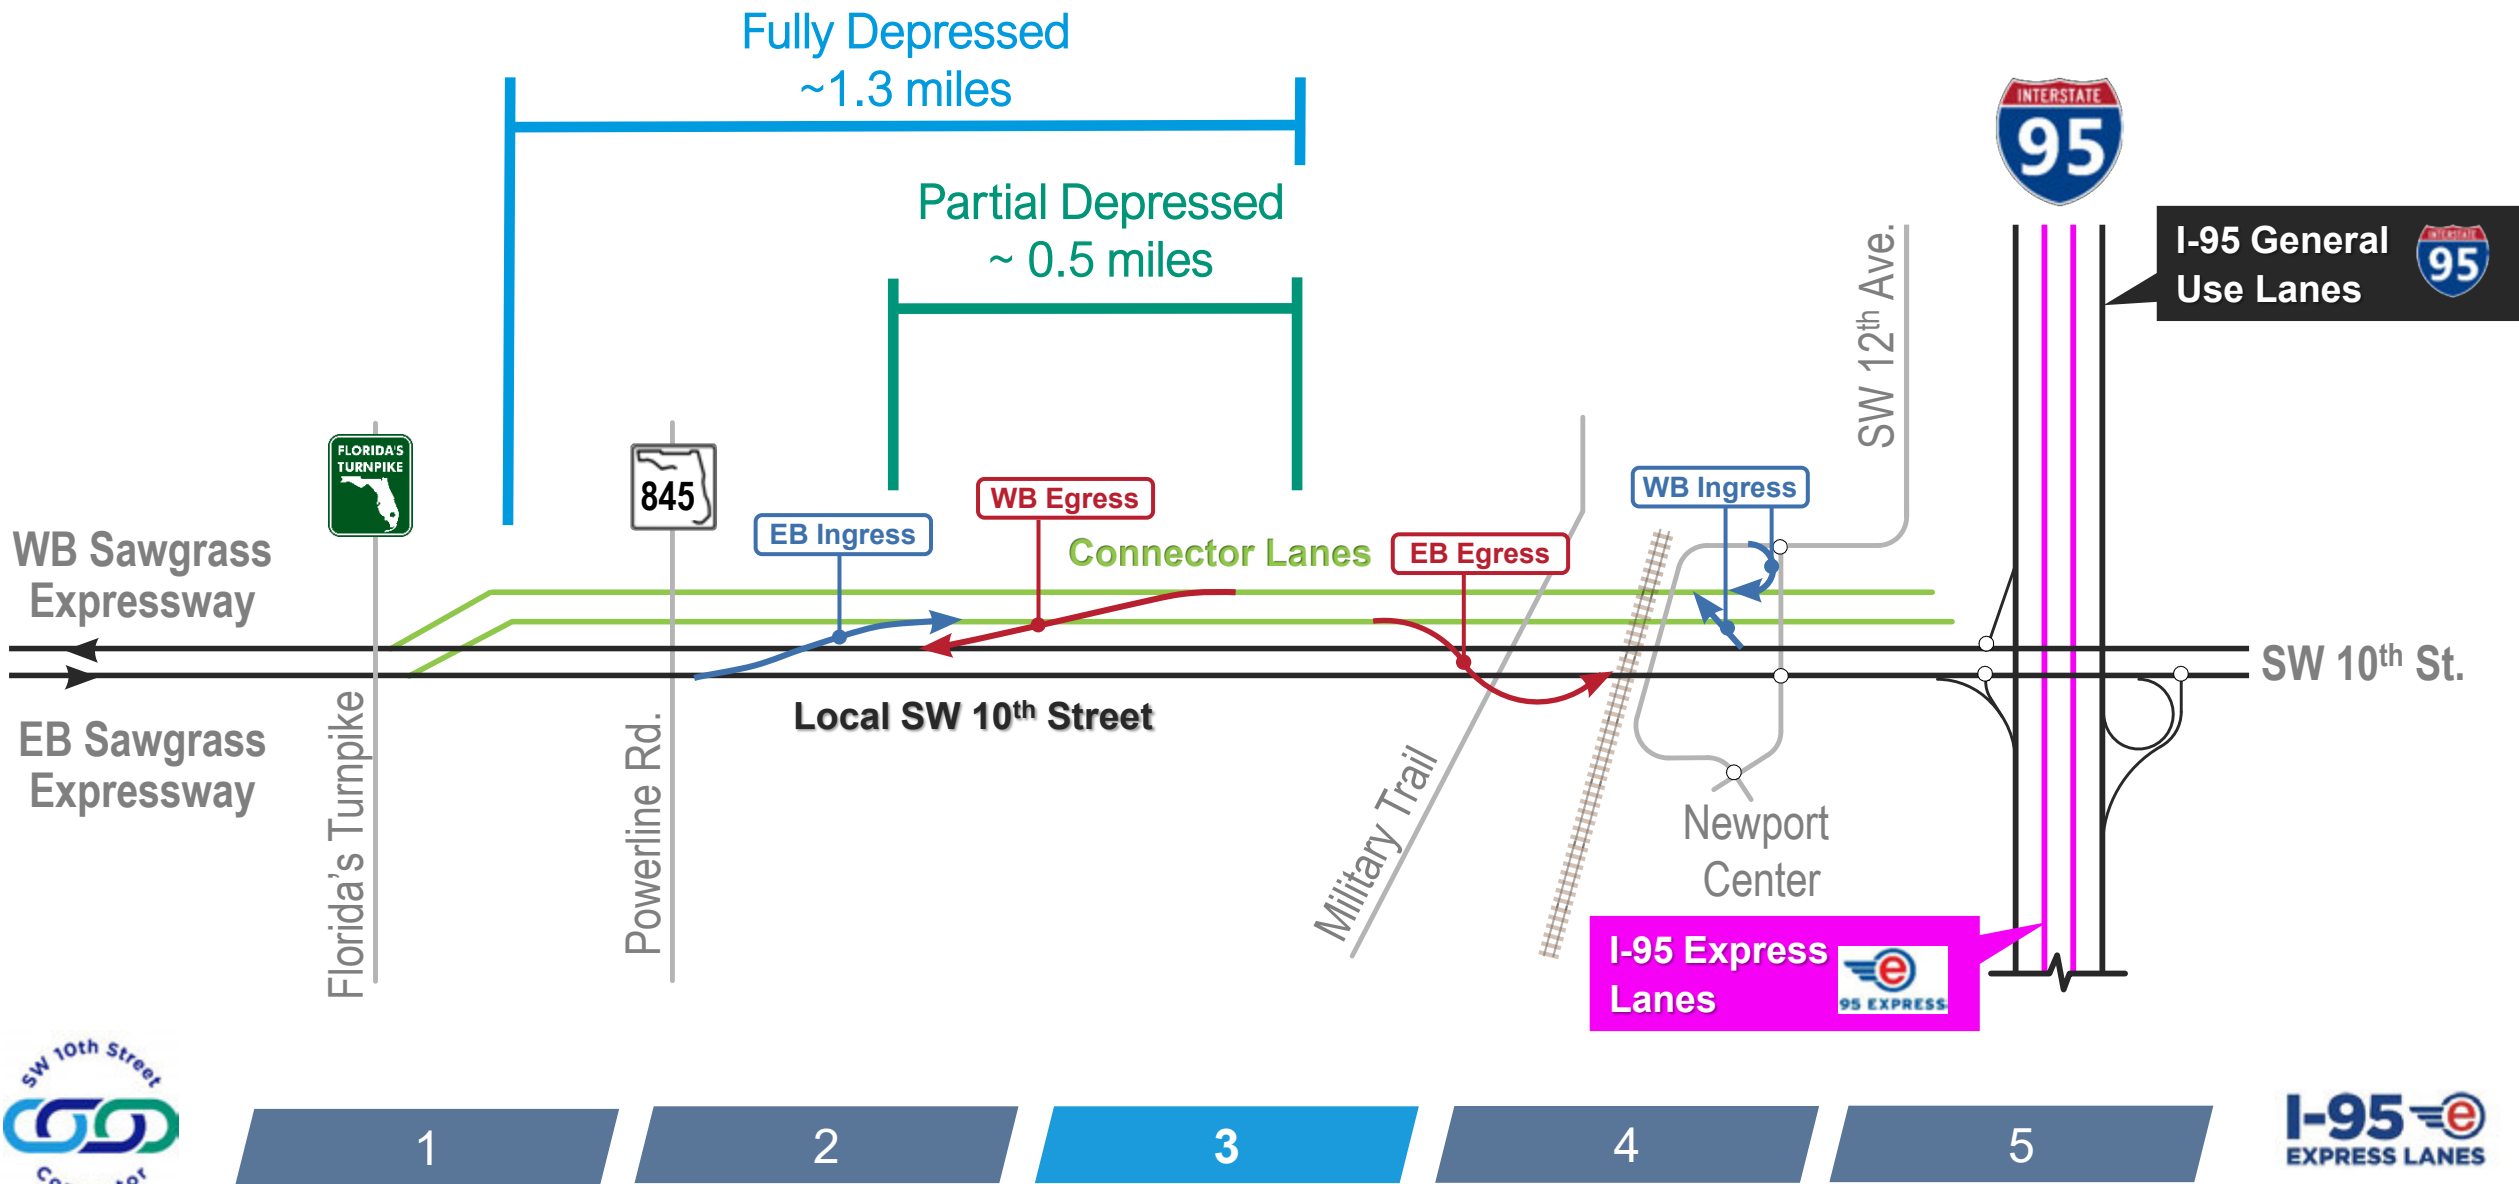 Fully Depressed
~1.3 miles
Partial Depressed
~ 0.5 miles
INTERSTATE
95
I-95 General
Use Lanes
INTERSTATE
95
SW 12th Ave.
FLORIDA'S
TURNPIKE
845
EB Ingress
WB Egress
Connector Lanes
EB Egress
WB Ingress
WB Sawgrass
Expressway
EB Sawgrass
Expressway
SW 10th St.
Local SW 10th Street
Florida's Turnpike
Powerline Rd.
Military Trail
Newport
Center
I-95 Express
Lanes
e
95 EXPRESS
SW 10th Street
Connector
1
2
3
4
5
I-95 e
EXPRESS LANES